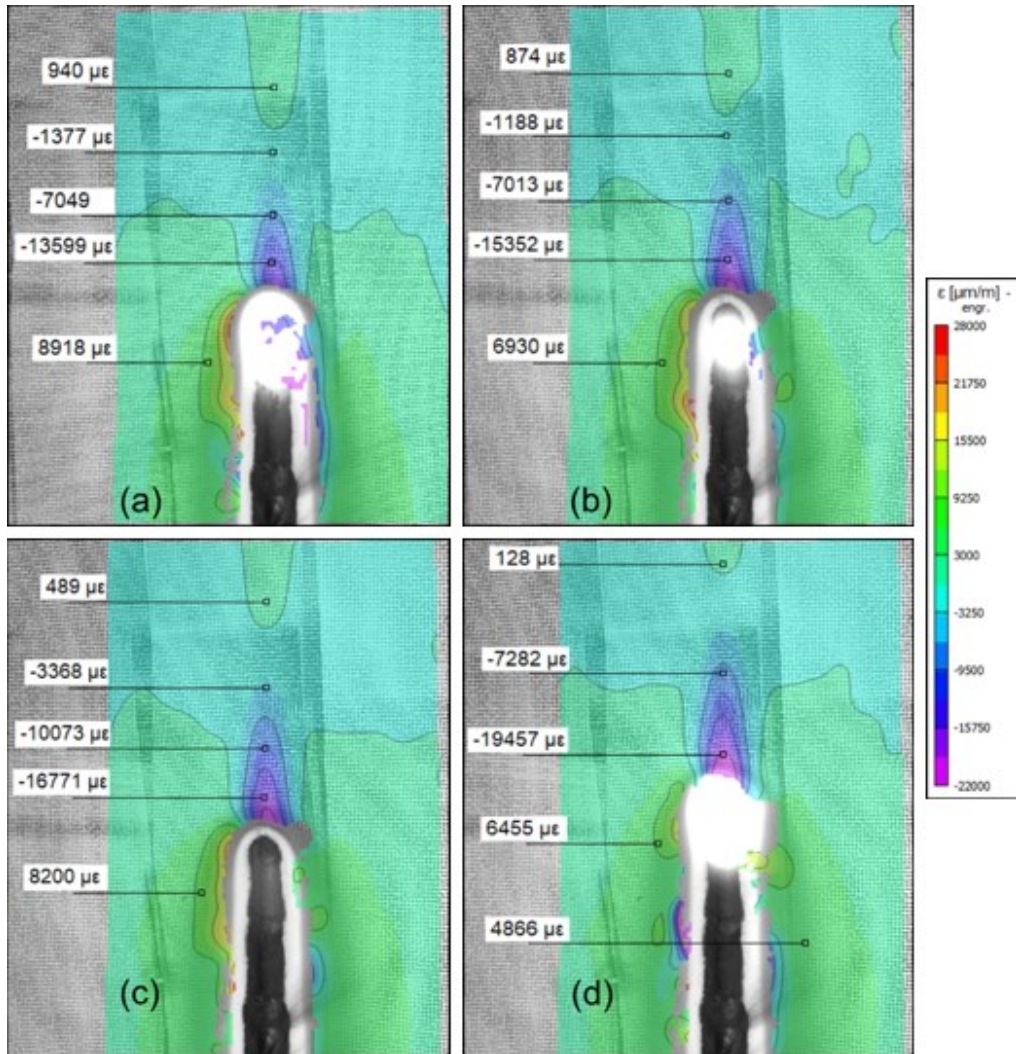 940 µε
-1377 µε
-7049
-13599 µε
8918 µε
(a)
874 µε
-1188 µε
-7013 µε
-15352 µε
6930 µε
(b)
ε [µm/m] -
engr.
28000
21750
15500
9250
3000
-3250
-9500
-15750
-22000
489 µε
-3368 µε
-10073 µε
-16771 µε
8200 µε
(c)
128 µε
-7282 µε
-19457 µε
6455 µε
4866 µε
(d)